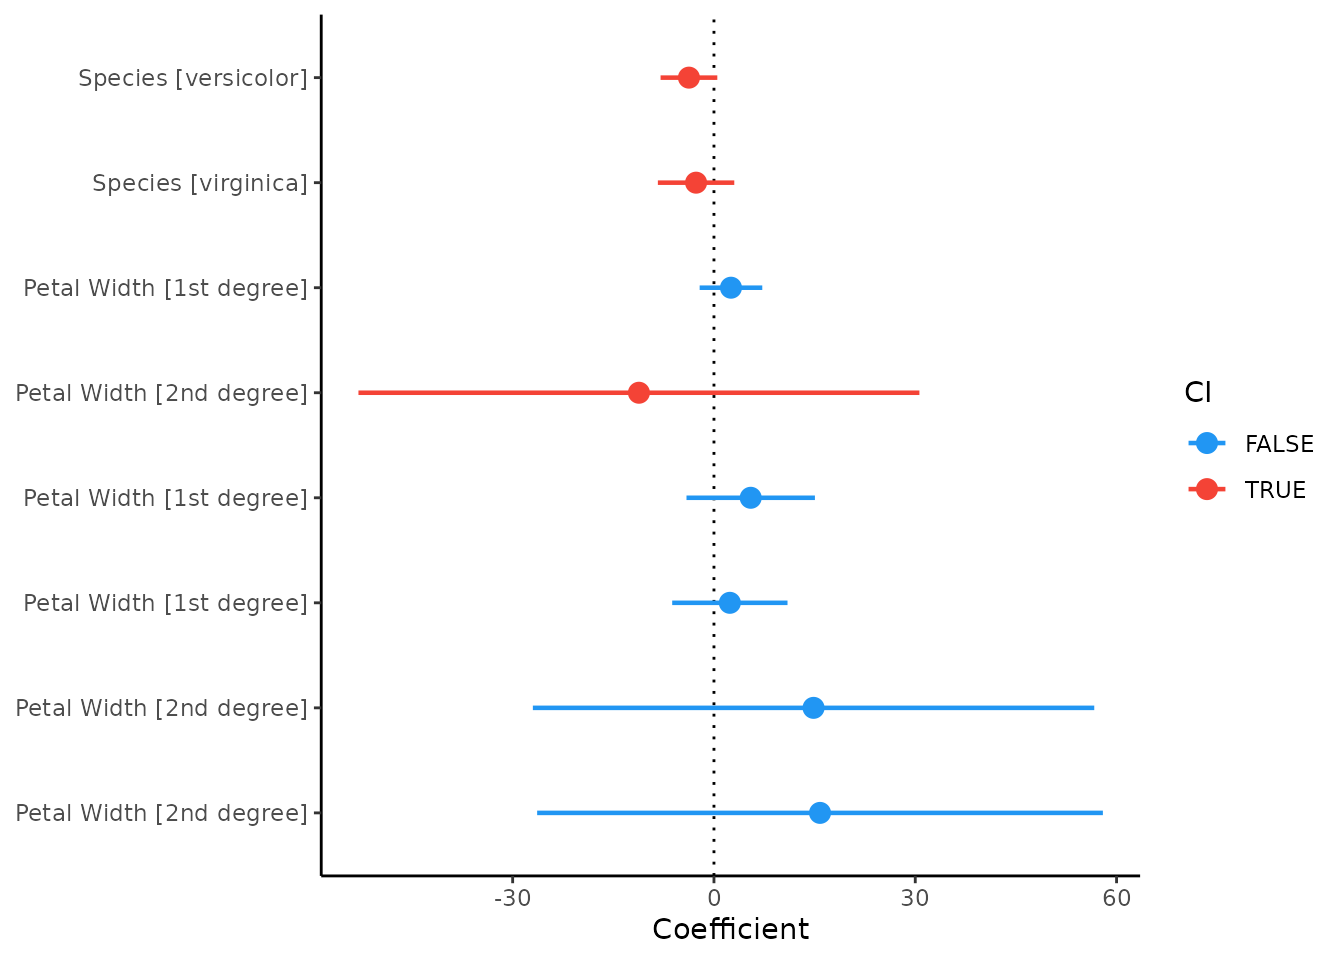 Species [versicolor]
Species [virginica]
Petal Width [1st degree]
Petal Width [2nd degree]
Petal Width [1st degree]
Petal Width [1st degree]
Petal Width [2nd degree]
Petal Width [2nd degree]
-30 0 30 60
Coefficient
CI
FALSE
TRUE